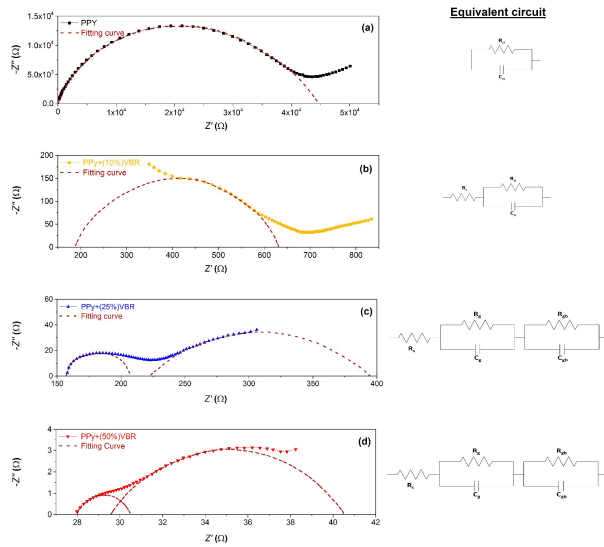 Equivalent circuit
1.5x10⁴
1.0x10⁴
5.0x10³
0.0
-Z'' (Ω)
PPY
Fitting curve
(a)
0
1x10⁴
2x10⁴
3x10⁴
4x10⁴
5x10⁴
Z' (Ω)
200
150
100
50
0
-Z'' (Ω)
PPy+(10%)VBR
Fitting curve
(b)
100
200
300
400
500
600
700
800
Z' (Ω)
60
40
20
0
-Z'' (Ω)
PPy+(25%)VBR
Fitting curve
(c)
150
200
250
300
350
400
Z' (Ω)
Rs
Rg
Cg
Rgb
Cgb
4
3
2
1
0
-Z'' (Ω)
PPy+(50%)VBR
Fitting Curve
(d)
26
28
30
32
34
36
38
40
42
Z' (Ω)
Rs
Rg
Cg
Rgb
Cgb